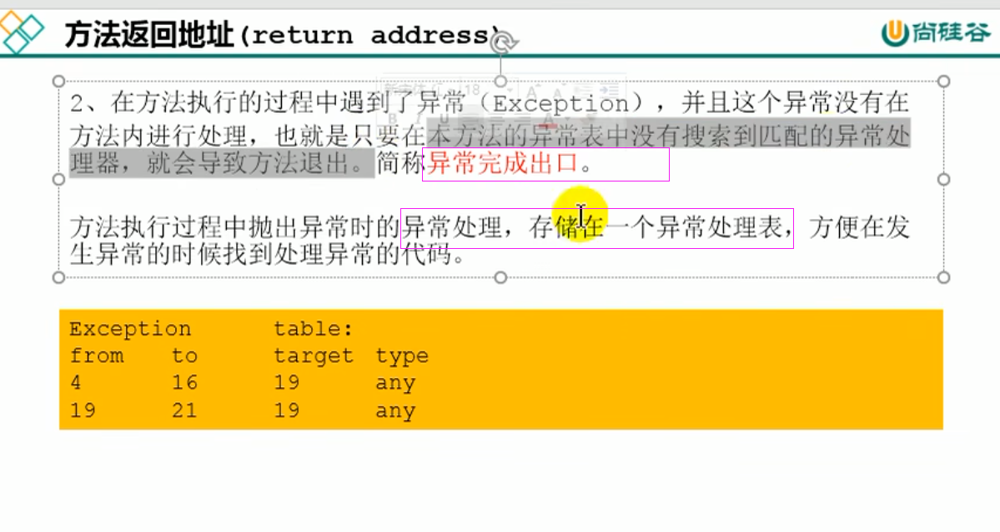 方法返回地址(return address)
尚硅谷
2、在方法执行的过程中遇到了异常（Exception），并且这个异常没有在
方法内进行处理，也就是只要在本方法的异常表中没有搜索到匹配的异常处
理器，就会导致方法退出。简称异常完成出口。
方法执行过程中抛出异常时的异常处理，存储在一个异常处理表，方便在发
生异常的时候找到处理异常的代码。
Exception table:
from to target type
4 16 19 any
19 21 19 any